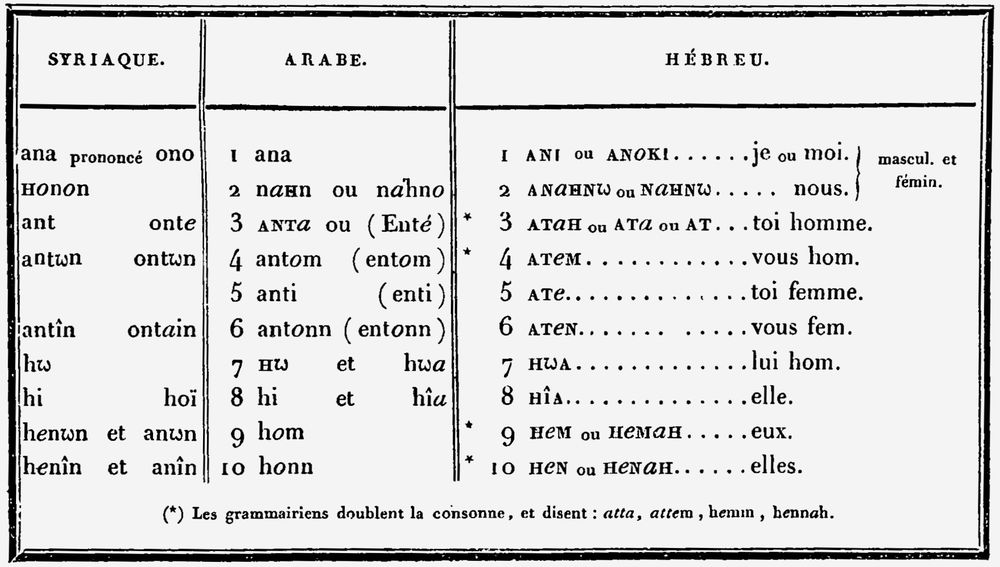 SYRIAQUE. ARABE. HÉBREU.
ana prononcé ono 1 ana 1 ANI ou ANOKI......je ou moi. } mascul. et
HOnOn 2 naHn ou nahno 2 ANaHNω ou NaHNω..... nous. } fémin.
ant onte 3 ANTa ou (Enté) * 3 ATaH ou ATa ou AT...toi homme.
antωn ontωn 4 antom (entom) * 4 ATeM............vous hom.
5 anti (enti) 5 ATe..............toi femme.
antîn ontain 6 antonn (entonn) 6 ATeN....... ......vous fem.
hω 7 Hω et hωa 7 HωA..............lui hom.
hi hoï 8 hi et hîa 8 HÎA..............elle.
henωn et anωn 9 hom * 9 HeM ou HeMaH.....eux.
henîn et anîn 10 honn * 10 HeN ou HeNaH......elles.
(*) Les grammairiens doublent la consonne, et disent : atta, attem, hemm, hennah.